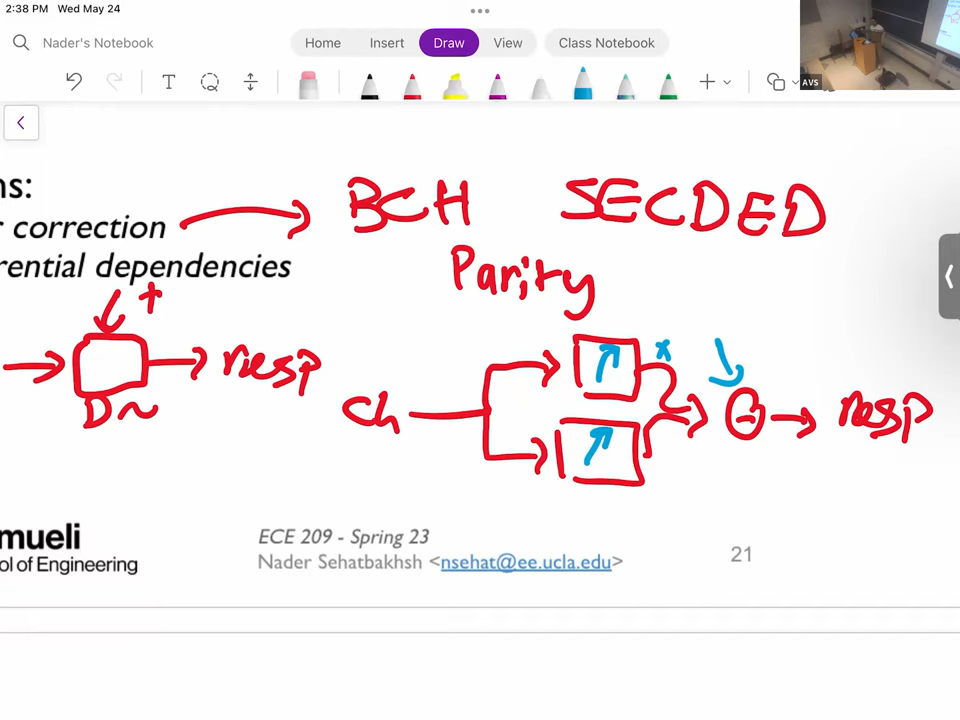 2:38 PM Wed May 24
Nader's Notebook
Home Insert Draw View Class Notebook
T
AVS
ns:
r correction → BCH SECDED
rential dependencies
Parity
t
→ resp
D~
Ch
x
→ resp
mueli
ol of Engineering
ECE 209 - Spring 23
Nader Sehatbakhsh <nsehat@ee.ucla.edu>
21